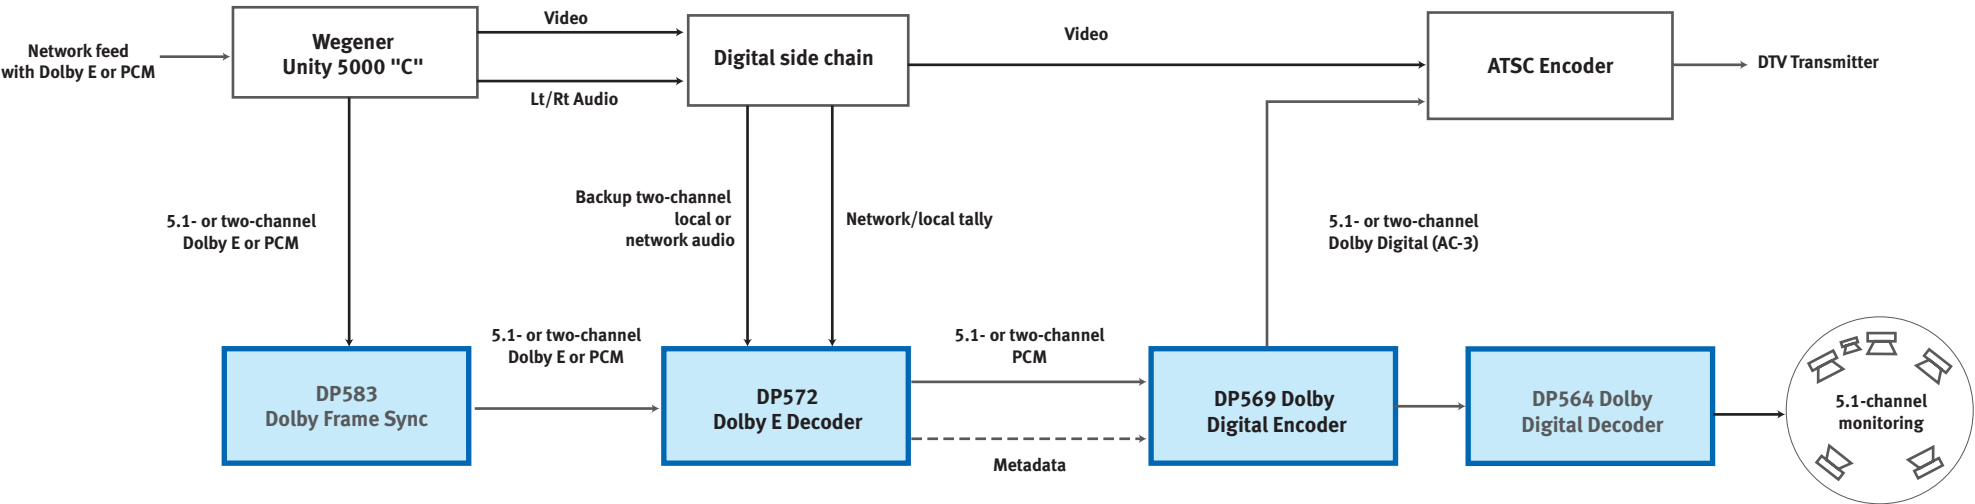 Network feed
with Dolby E or PCM
Wegener
Unity 5000 "C"
Video
Lt/Rt Audio
Digital side chain
Video
ATSC Encoder
DTV Transmitter
5.1- or two-channel
Dolby E or PCM
Backup two-channel
local or
network audio
Network/local tally
5.1- or two-channel
Dolby Digital (AC-3)
DP583
Dolby Frame Sync
5.1- or two-channel
Dolby E or PCM
DP572
Dolby E Decoder
5.1- or two-channel
PCM
Metadata
DP569 Dolby
Digital Encoder
DP564 Dolby
Digital Decoder
5.1-channel
monitoring